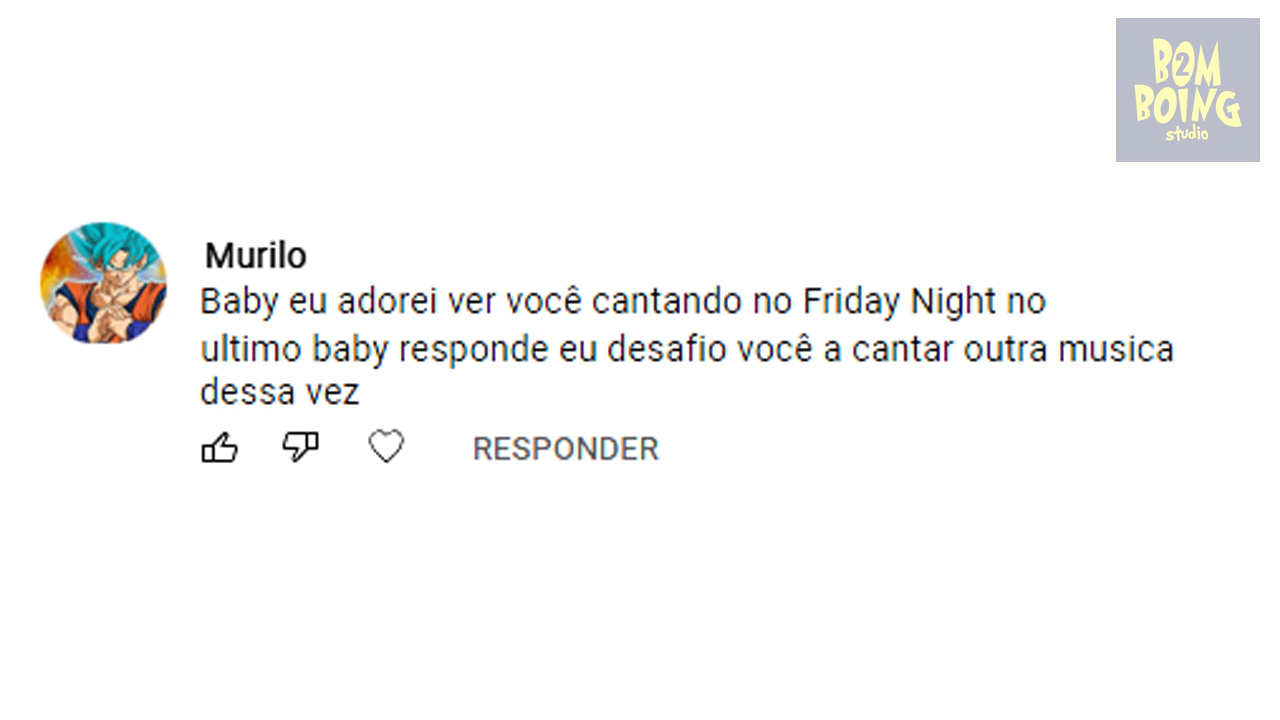 B2M
BOING
studio
Murilo
Baby eu adorei ver você cantando no Friday Night no
ultimo baby responde eu desafio você a cantar outra musica
dessa vez
RESPONDER